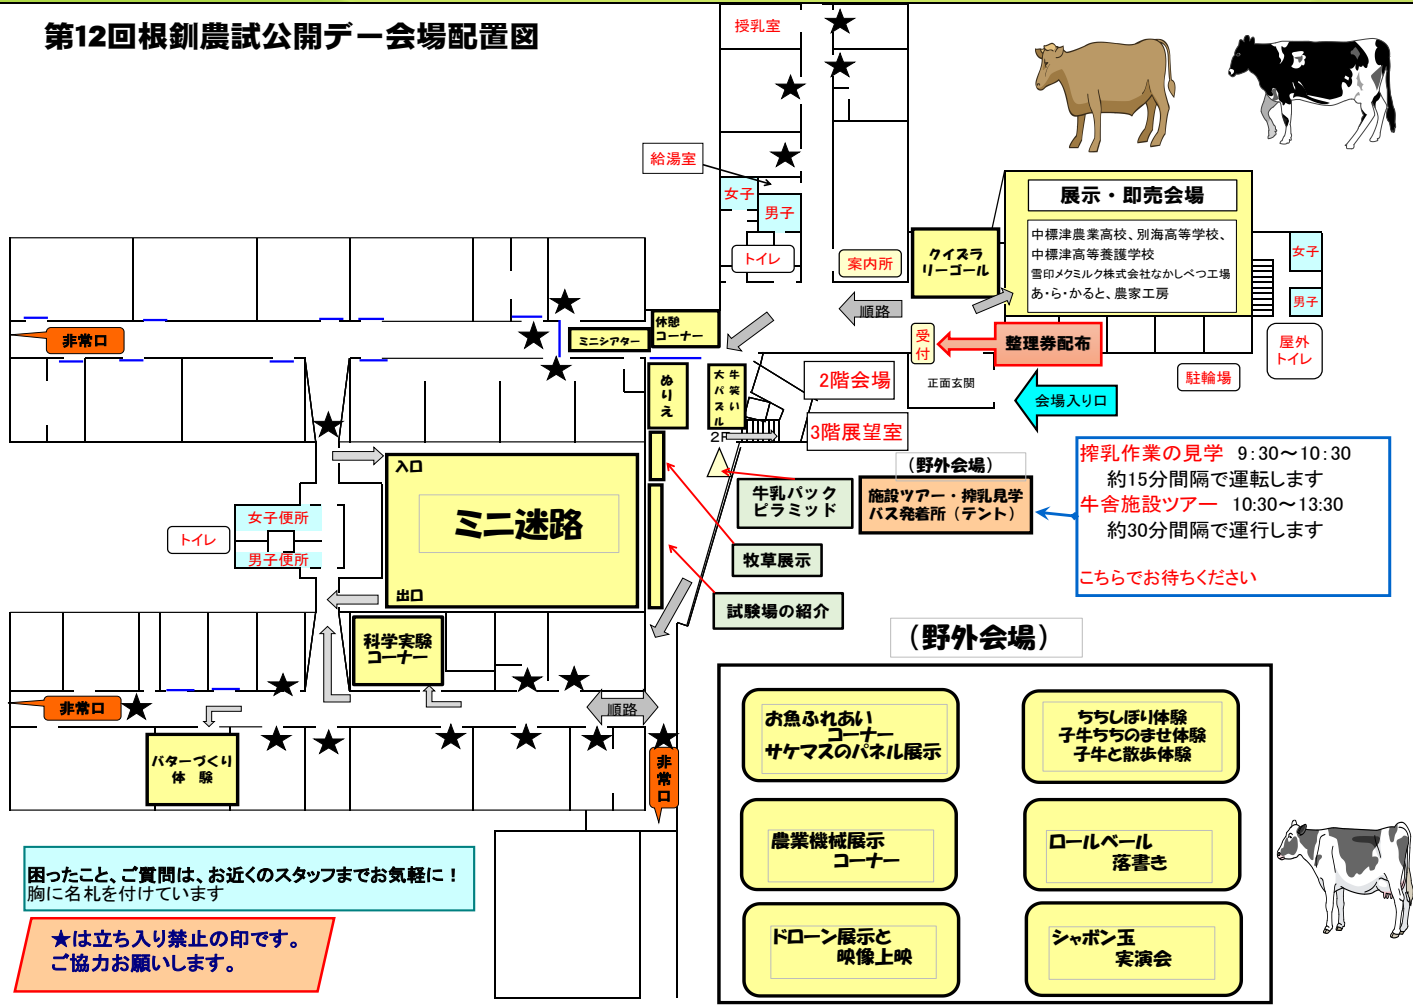 第12回根釧農試公開デー会場配置図
授乳室
給湯室
女子
男子
トイレ
案内所
クイズラ
リーゴール
展示・即売会場
中標津農業高校、別海高等学校、
中標津高等養護学校
雪印メクミルク株式会社なかしべつ工場
あ・ら・かると、農家工房
女子
男子
屋外
トイレ
駐輪場
順路
受付
整理券配布
正面玄関
会場入り口
非常口
ミニシアター
休憩
コーナー
ぬりえ
牛笑い
大パズル
2F
2階会場
3階展望室
入口
ミニ迷路
出口
女子便所
男子便所
トイレ
牛乳パック
ピラミッド
牧草展示
試験場の紹介
(野外会場)
施設ツアー・搾乳見学
バス発着所(テント)
搾乳作業の見学 9:30~10:30
約15分間隔で運転します
牛舎施設ツアー 10:30~13:30
約30分間隔で運行します
こちらでお待ちください
科学実験
コーナー
非常口
順路
バターづくり
体 験
非常口
(野外会場)
お魚ふれあい
コーナー
サケマスのパネル展示
ちちしぼり体験
子牛ちちのませ体験
子牛と散歩体験
農業機械展示
コーナー
ロールベール
落書き
ドローン展示と
映像上映
シャボン玉
実演会
困ったこと、ご質問は、お近くのスタッフまでお気軽に!
胸に名札を付けています
★は立ち入り禁止の印です。
ご協力お願いします。